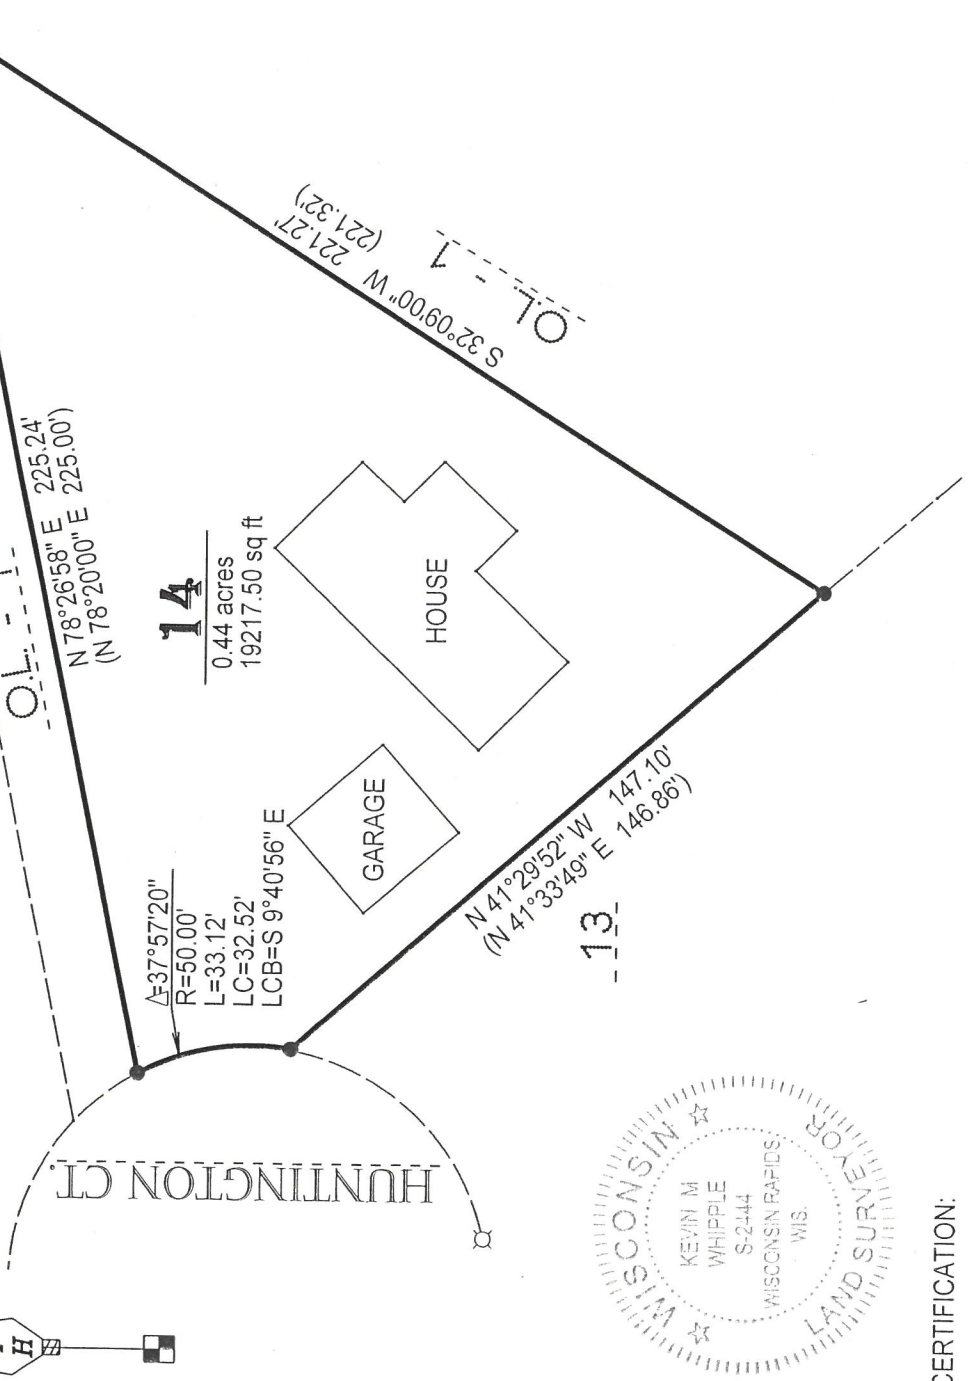 O.L. - 1
N 78°26'58" E 225.24'
(N 78°20'00" E 225.00')
14
0.44 acres
19217.50 sq ft
S 32°09'00" W 221.27'
(221.32')
O.L. - 1
HOUSE
GARAGE
Δ=37°57'20"
R=50.00'
L=33.12'
LC=32.52'
LCB=S 9°40'56" E
N 41°29'52" W 147.10'
(N 41°33'49" E 146.86')
13
HUNTINGTON CT.
H
WISCONSIN
KEVIN M
WHIPPLE
S-2444
WISCONSIN RAPIDS,
WIS.
LAND SURVEYOR
CERTIFICATION: